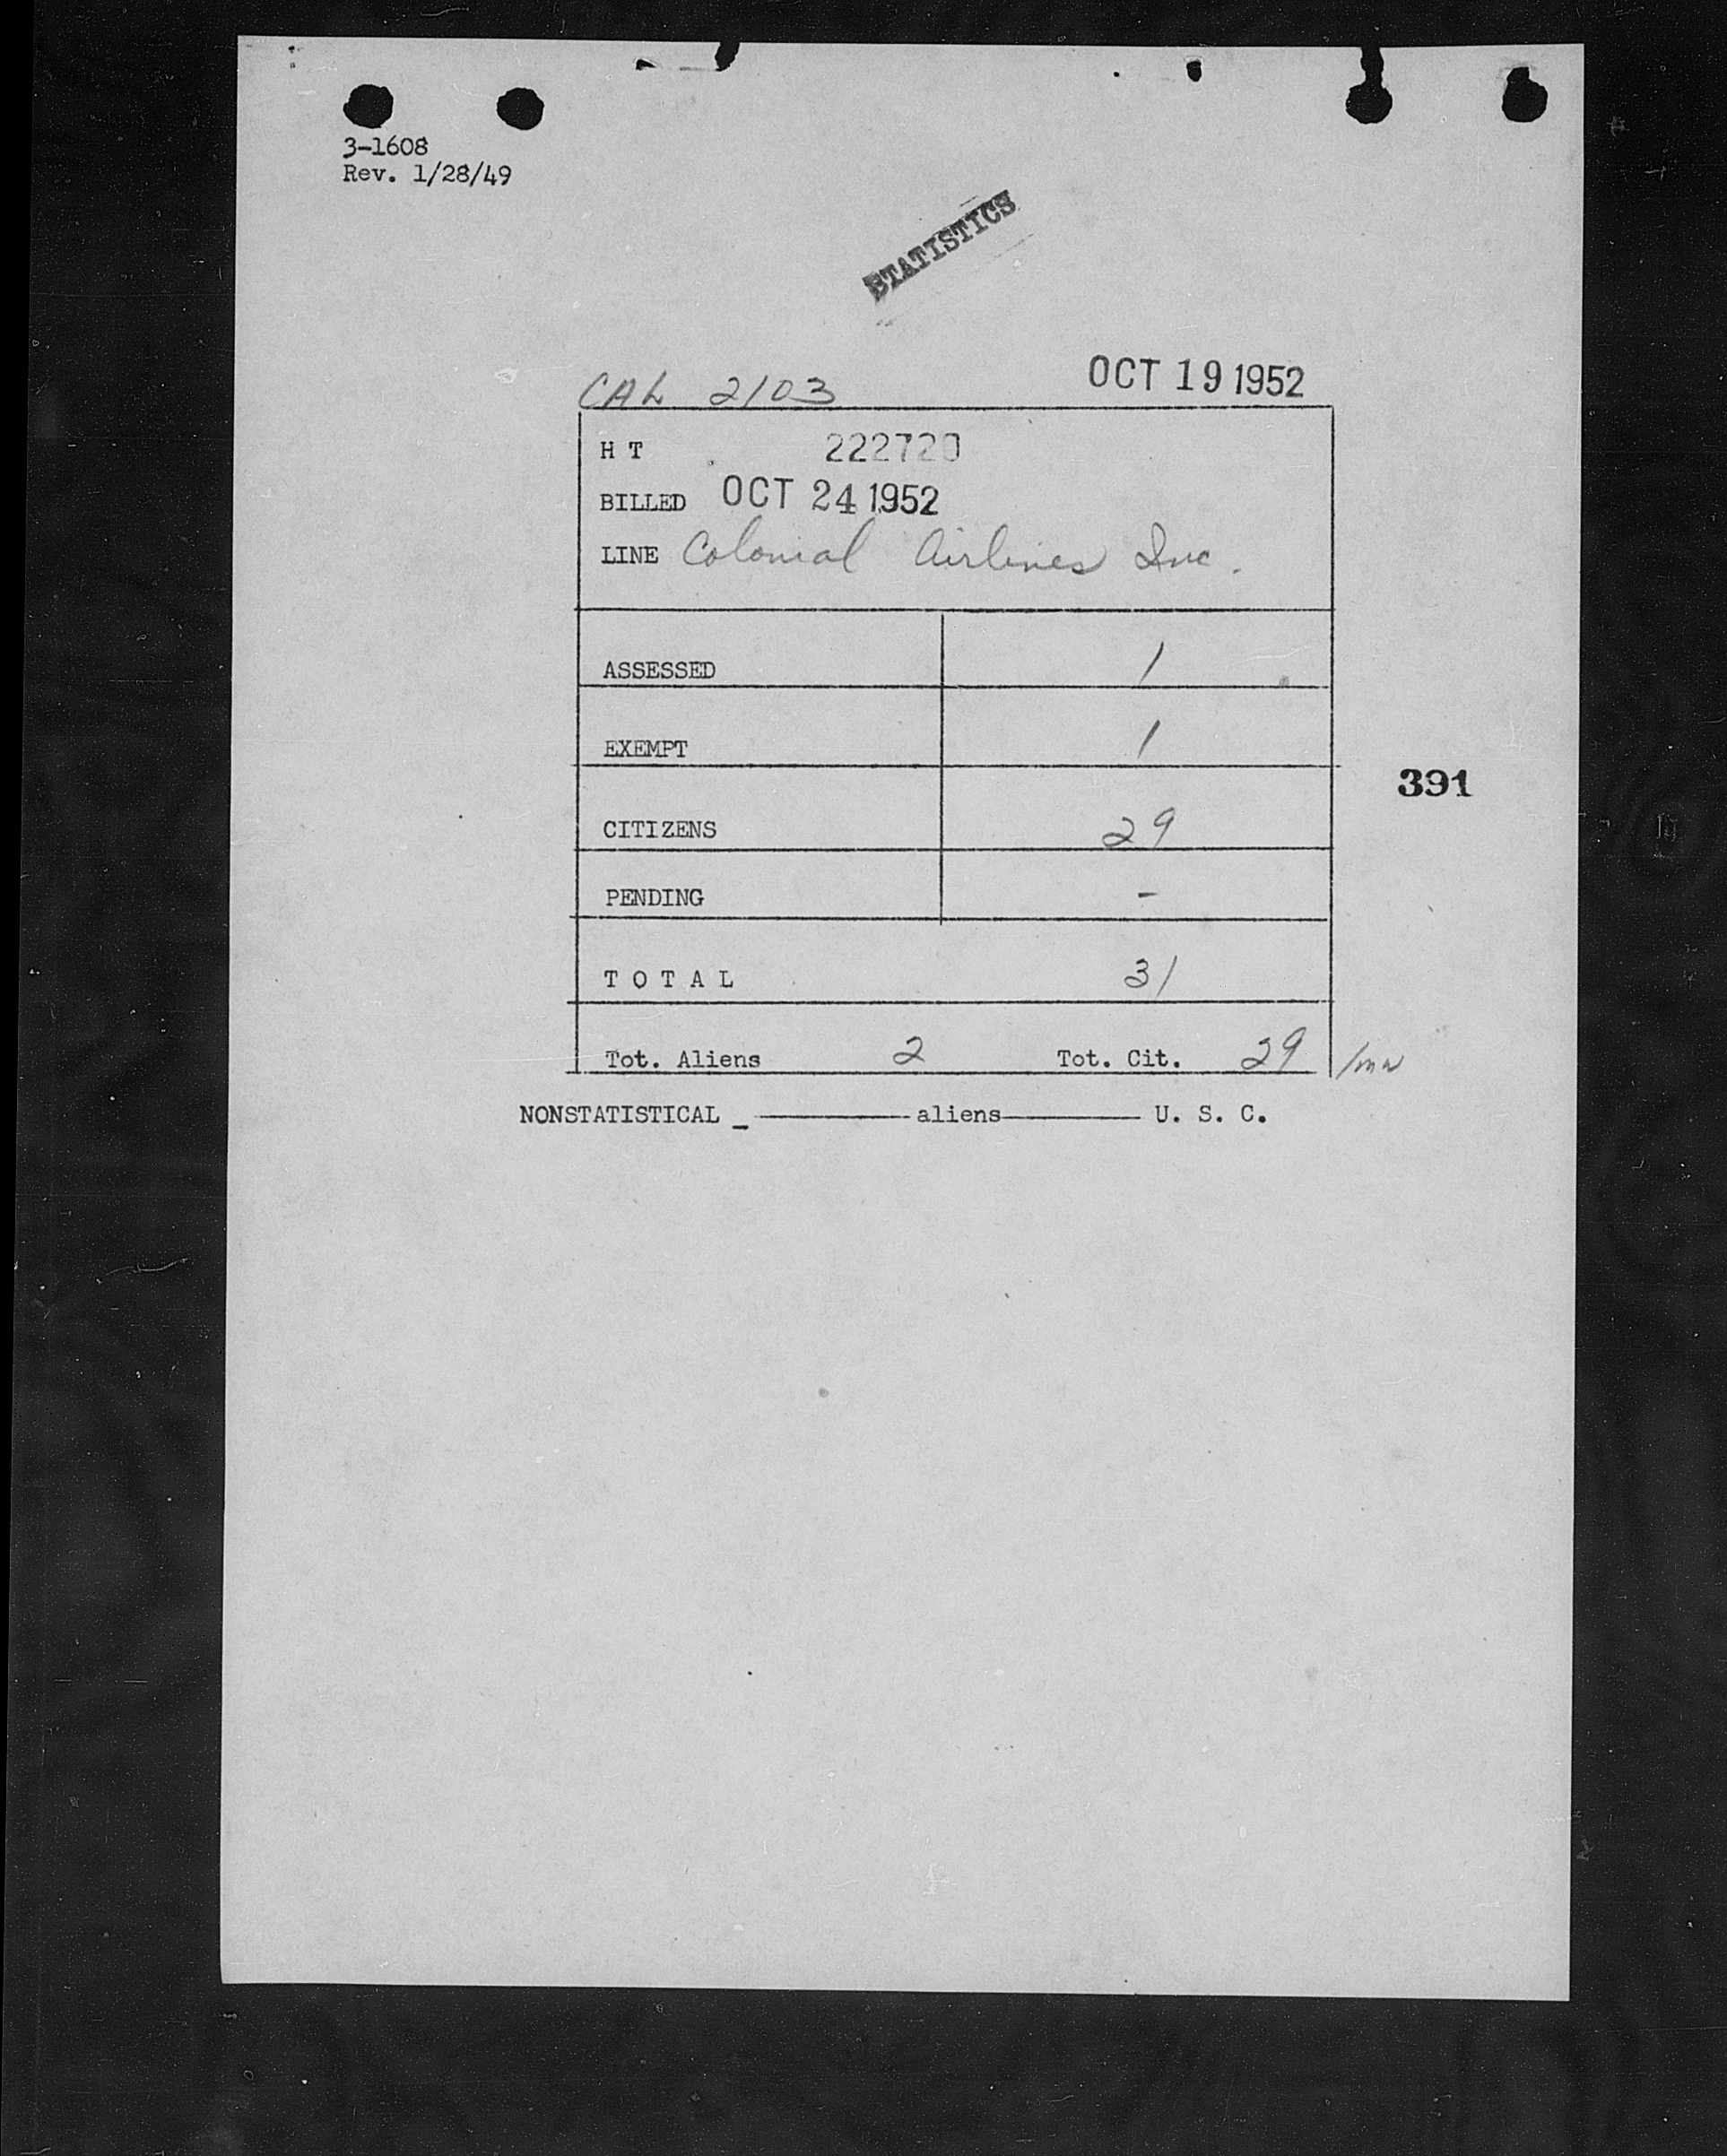 3-1608
Rev. 1/28/49
STATISTICS
CAL 2103 OCT 19 1952
H T 222720
BILLED OCT 24 1952
LINE Colonial Airlines Inc.
ASSESSED 1
EXEMPT 1
391
CITIZENS 29
PENDING -
T O T A L 31
Tot. Aliens 2 Tot. Cit. 29
NONSTATISTICAL _ aliens U. S. C.